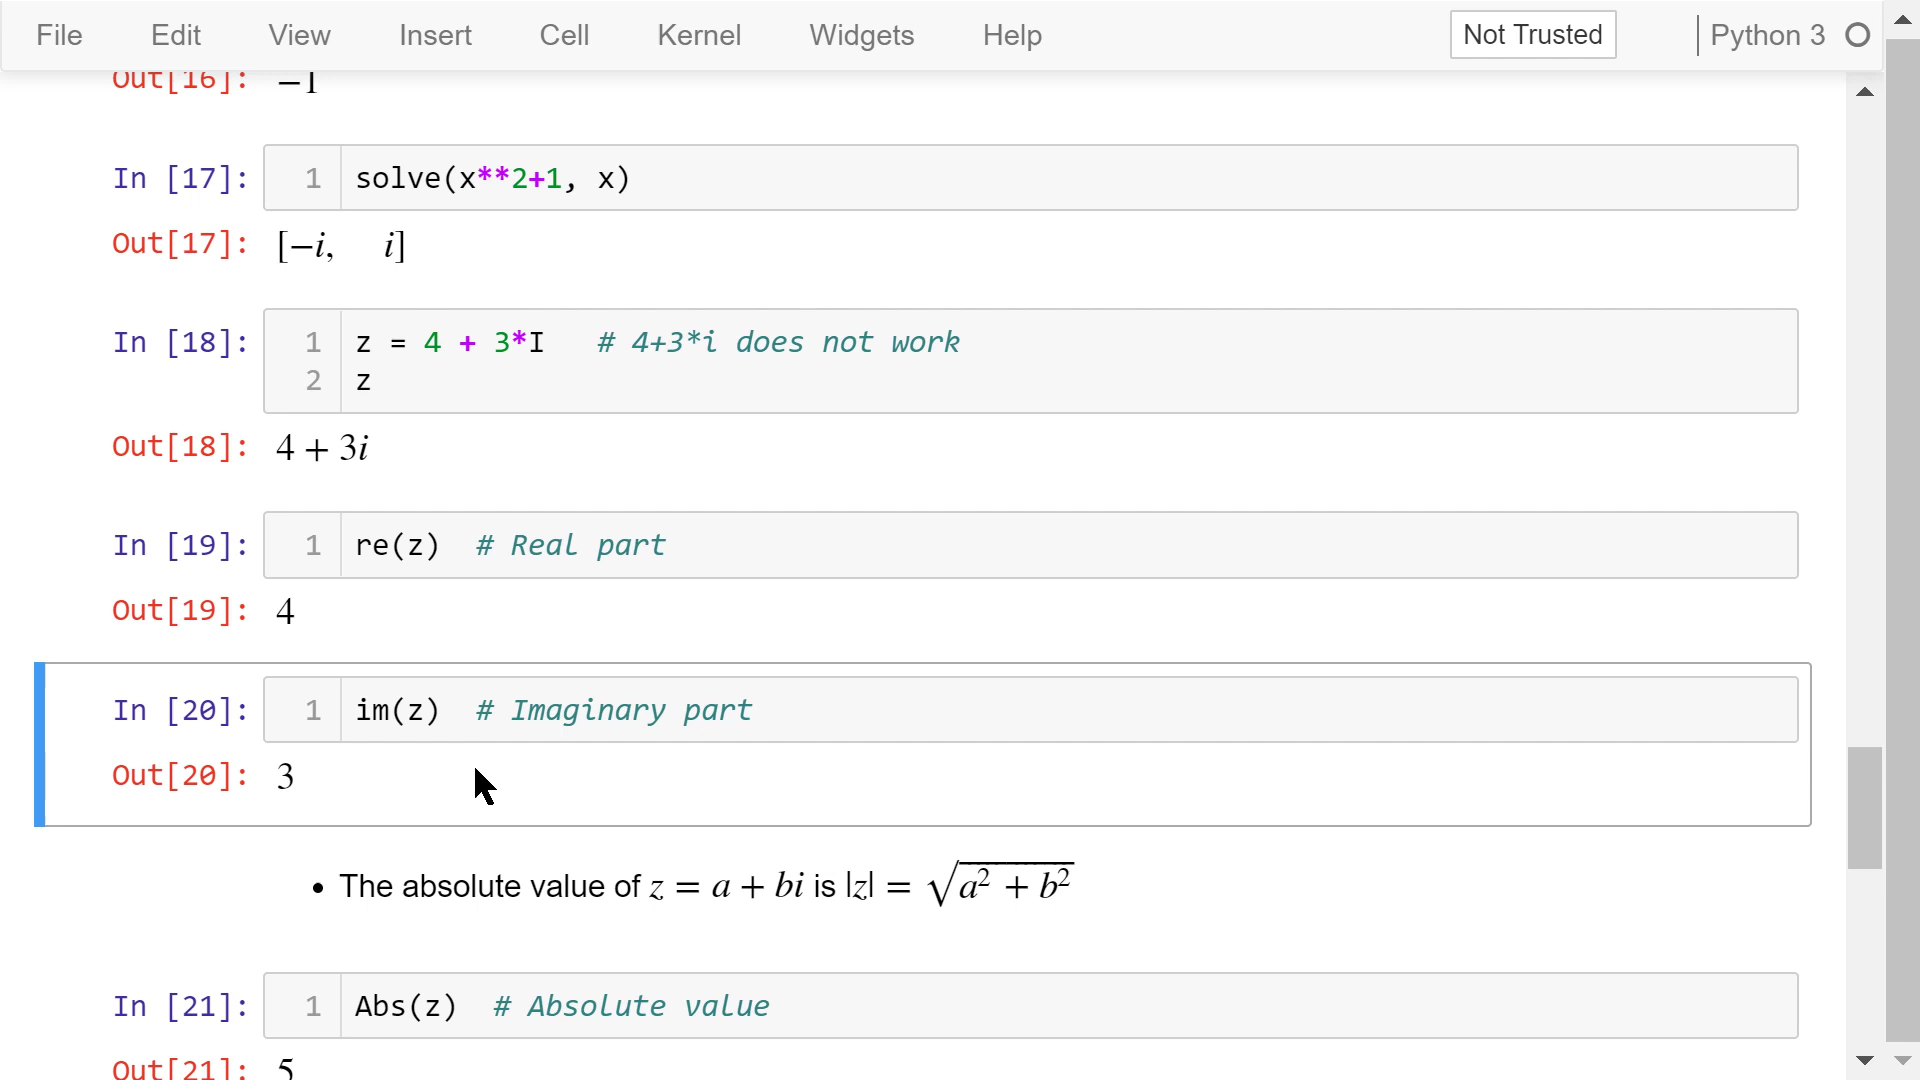 File Edit View Insert Cell Kernel Widgets Help Not Trusted Python 3
Out[16]: −1
In [17]: 1 solve(x**2+1, x)
Out[17]: [−i, i]
In [18]: 1 z = 4 + 3*I # 4+3*i does not work
2 z
Out[18]: 4 + 3i
In [19]: 1 re(z) # Real part
Out[19]: 4
In [20]: 1 im(z) # Imaginary part
Out[20]: 3
• The absolute value of z = a + bi is |z| = √(a² + b²)
In [21]: 1 Abs(z) # Absolute value
Out[21]: 5